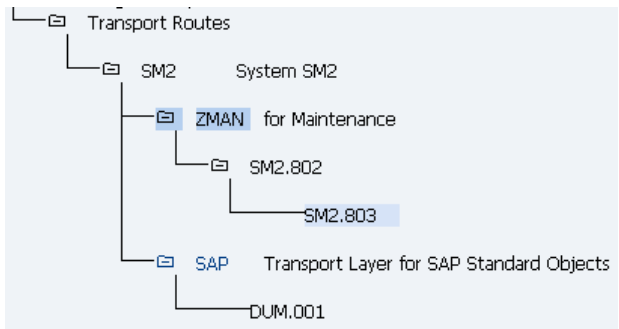 Transport Routes
SM2 System SM2
ZMAN for Maintenance
SM2.802
SM2.803
SAP Transport Layer for SAP Standard Objects
DUM.001